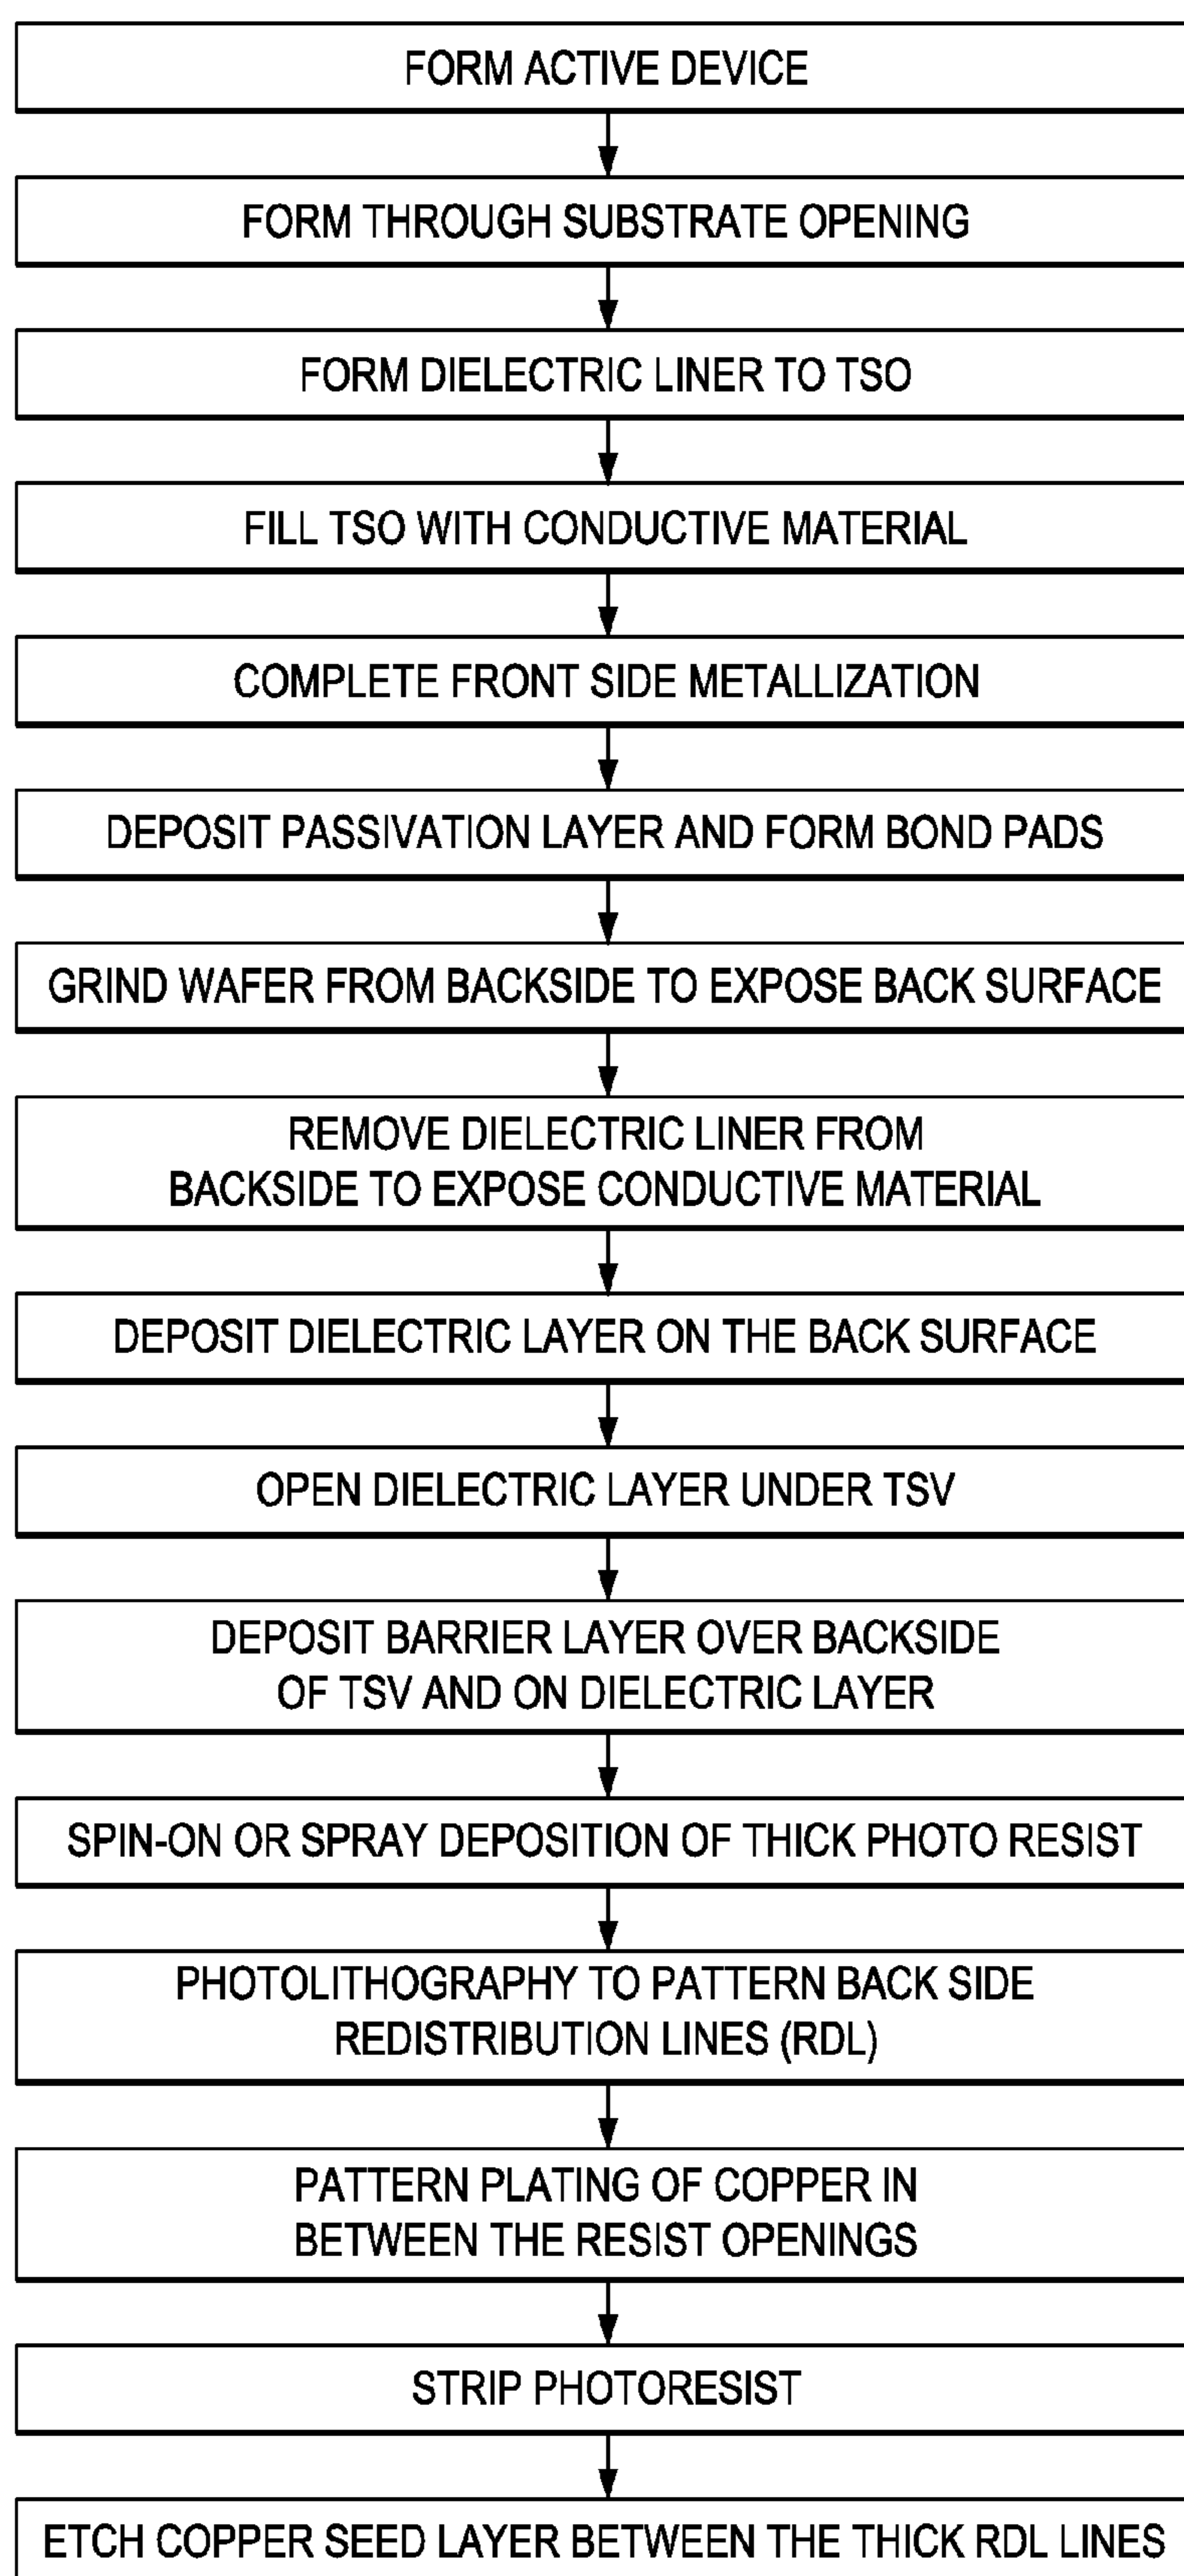 FORM ACTIVE DEVICE
FORM THROUGH SUBSTRATE OPENING
FORM DIELECTRIC LINER TO TSO
FILL TSO WITH CONDUCTIVE MATERIAL
COMPLETE FRONT SIDE METALLIZATION
DEPOSIT PASSIVATION LAYER AND FORM BOND PADS
GRIND WAFER FROM BACKSIDE TO EXPOSE BACK SURFACE
REMOVE DIELECTRIC LINER FROM
BACKSIDE TO EXPOSE CONDUCTIVE MATERIAL
DEPOSIT DIELECTRIC LAYER ON THE BACK SURFACE
OPEN DIELECTRIC LAYER UNDER TSV
DEPOSIT BARRIER LAYER OVER BACKSIDE
OF TSV AND ON DIELECTRIC LAYER
SPIN-ON OR SPRAY DEPOSITION OF THICK PHOTO RESIST
PHOTOLITHOGRAPHY TO PATTERN BACK SIDE
REDISTRIBUTION LINES (RDL)
PATTERN PLATING OF COPPER IN
BETWEEN THE RESIST OPENINGS
STRIP PHOTORESIST
ETCH COPPER SEED LAYER BETWEEN THE THICK RDL LINES